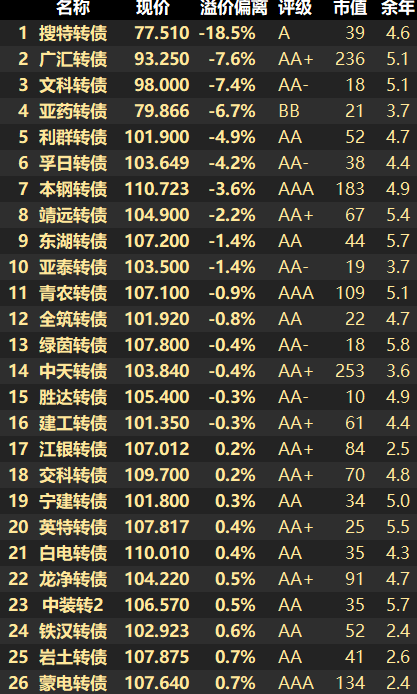 名称 现价 溢价偏离 评级 市值 余年
1 搜特转债 77.510 -18.5% A 39 4.6
2 广汇转债 93.250 -7.6% AA+ 236 5.1
3 文科转债 98.000 -7.4% AA- 18 5.1
4 亚药转债 79.866 -6.7% BB 21 3.7
5 利群转债 101.900 -4.9% AA 52 4.7
6 孚日转债 103.649 -4.2% AA- 38 4.4
7 本钢转债 110.723 -3.6% AAA 183 4.9
8 靖远转债 104.900 -2.2% AA+ 67 5.4
9 东湖转债 107.200 -1.4% AA 44 5.7
10 亚泰转债 103.500 -1.4% AA- 19 3.7
11 青农转债 107.100 -0.9% AAA 109 5.1
12 全筑转债 101.920 -0.8% AA 22 4.7
13 绿茵转债 107.800 -0.4% AA- 18 5.8
14 中天转债 103.840 -0.4% AA+ 253 3.6
15 胜达转债 105.400 -0.3% AA- 10 4.9
16 建工转债 101.350 -0.3% AA+ 61 4.4
17 江银转债 107.012 0.2% AA+ 84 2.5
18 交科转债 109.700 0.2% AA+ 70 4.8
19 宁建转债 101.800 0.3% AA 34 5.0
20 英特转债 107.817 0.4% AA+ 25 5.5
21 白电转债 110.010 0.4% AA 35 4.3
22 龙净转债 104.220 0.5% AA+ 91 4.7
23 中装转2 106.570 0.5% AA 35 5.7
24 铁汉转债 102.923 0.6% AA 52 2.4
25 岩土转债 107.875 0.7% AA 41 2.6
26 蒙电转债 107.640 0.7% AAA 134 2.4